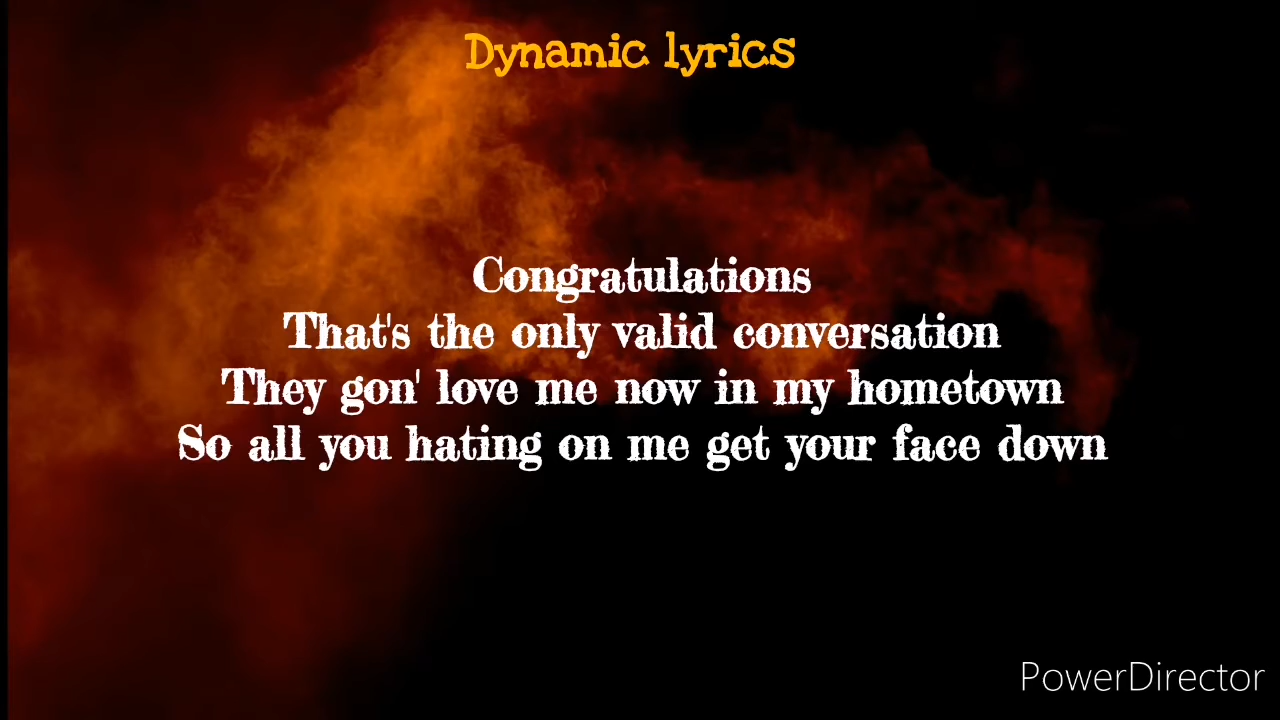 Dynamic lyrics
Congratulations
That's the only valid conversation
They gon' love me now in my hometown
So all you hating on me get your face down
PowerDirector